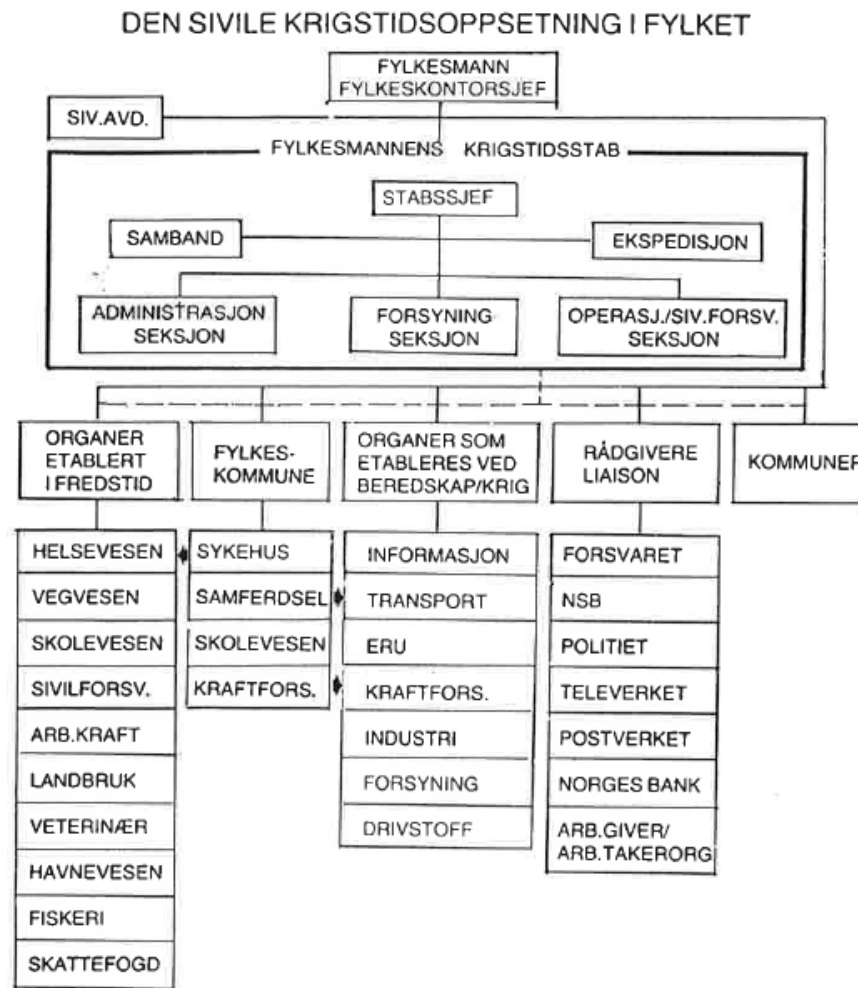 DEN SIVILE KRIGSTIDSOPPSETNING I FYLKET
FYLKESMANN
FYLKESKONTORSJEF
SIV.AVD.
FYLKESMANNENS KRIGSTIDSSTAB
STABSSJEF
SAMBAND
EKSPEDISJON
ADMINISTRASJON
SEKSJON
FORSYNING
SEKSJON
OPERASJ./SIV.FORSV.
SEKSJON
ORGANER
ETABLERT
I FREDSTID
FYLKES-
KOMMUNE
ORGANER SOM
ETABLERES VED
BEREDSKAP/KRIG
RÅDGIVERE
LIAISON
KOMMUNER
HELSEVESEN
VEGVESEN
SKOLEVESEN
SIVILFORSV.
ARB.KRAFT
LANDBRUK
VETERINÆR
HAVNEVESEN
FISKERI
SKATTEFOGD
SYKEHUS
SAMFERDSEL
SKOLEVESEN
KRAFTFORS.
INFORMASJON
TRANSPORT
ERU
KRAFTFORS.
INDUSTRI
FORSYNING
DRIVSTOFF
FORSVARET
NSB
POLITIET
TELEVERKET
POSTVERKET
NORGES BANK
ARB.GIVER/
ARB.TAKERORG